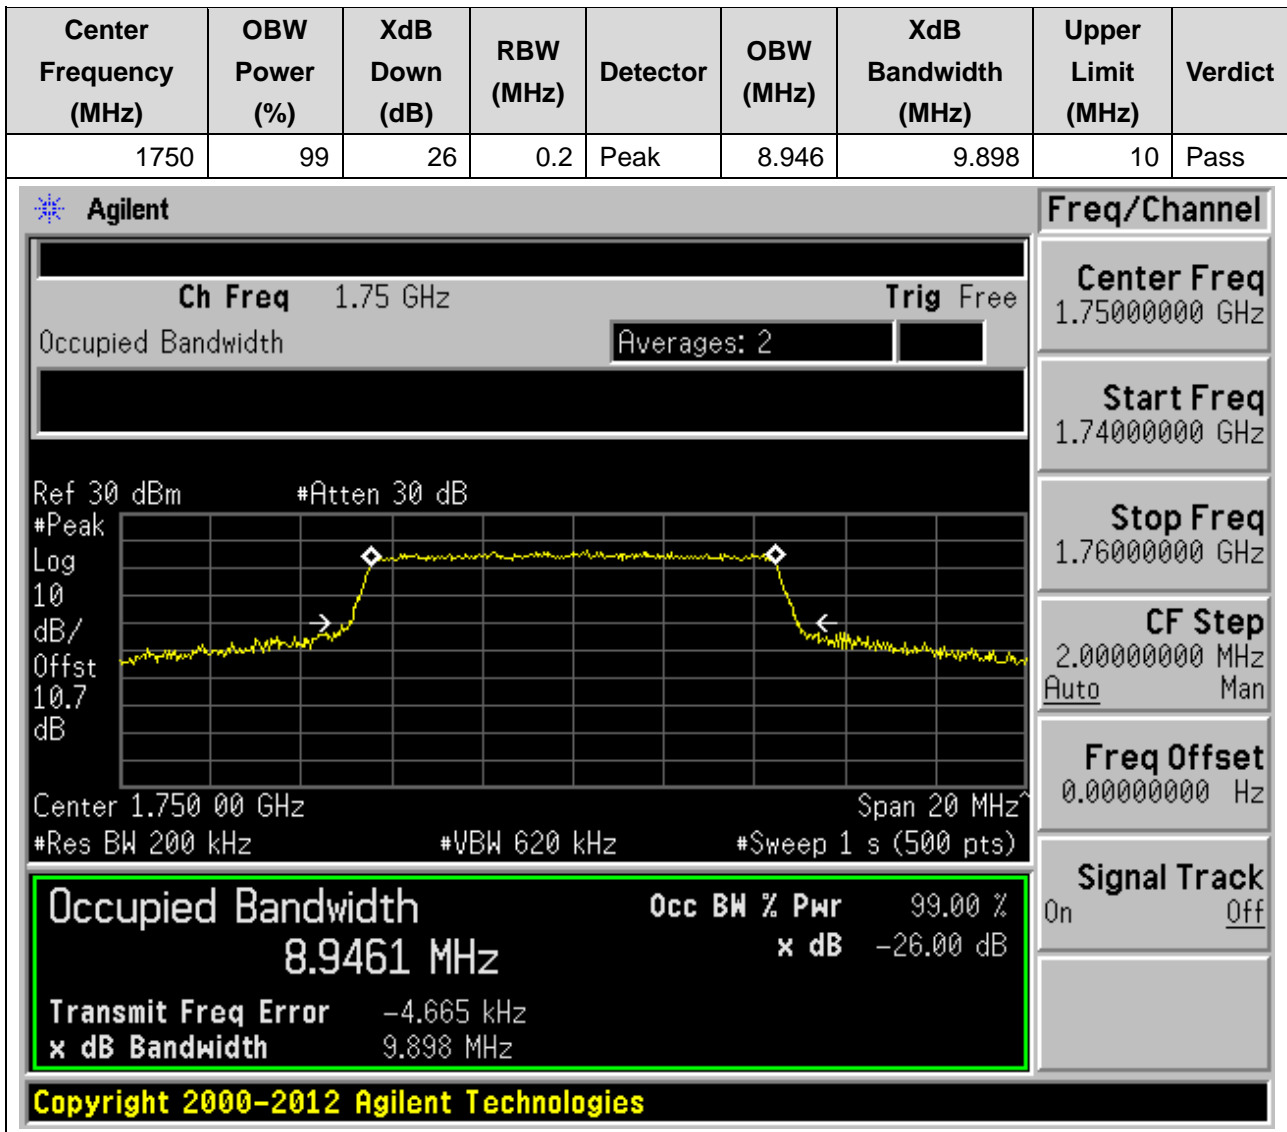 Center Frequency (MHz) OBW Power (%) XdB Down (dB) RBW (MHz) Detector OBW (MHz) XdB Bandwidth (MHz) Upper Limit (MHz) Verdict
1750 99 26 0.2 Peak 8.946 9.898 10 Pass
Agilent
Freq/Channel
Ch Freq 1.75 GHz Trig Free
Occupied Bandwidth Averages: 2
Center Freq
1.75000000 GHz
Start Freq
1.74000000 GHz
Stop Freq
1.76000000 GHz
CF Step
2.00000000 MHz
Auto Man
Freq Offset
0.00000000 Hz
Signal Track
On Off
Ref 30 dBm #Atten 30 dB
#Peak
Log
10
dB/
Offst
10.7
dB
Center 1.750 00 GHz Span 20 MHz^
#Res BW 200 kHz #VBW 620 kHz #Sweep 1 s (500 pts)
Occupied Bandwidth
8.9461 MHz
Occ BW % Pwr 99.00 %
x dB -26.00 dB
Transmit Freq Error -4.665 kHz
x dB Bandwidth 9.898 MHz
Copyright 2000-2012 Agilent Technologies